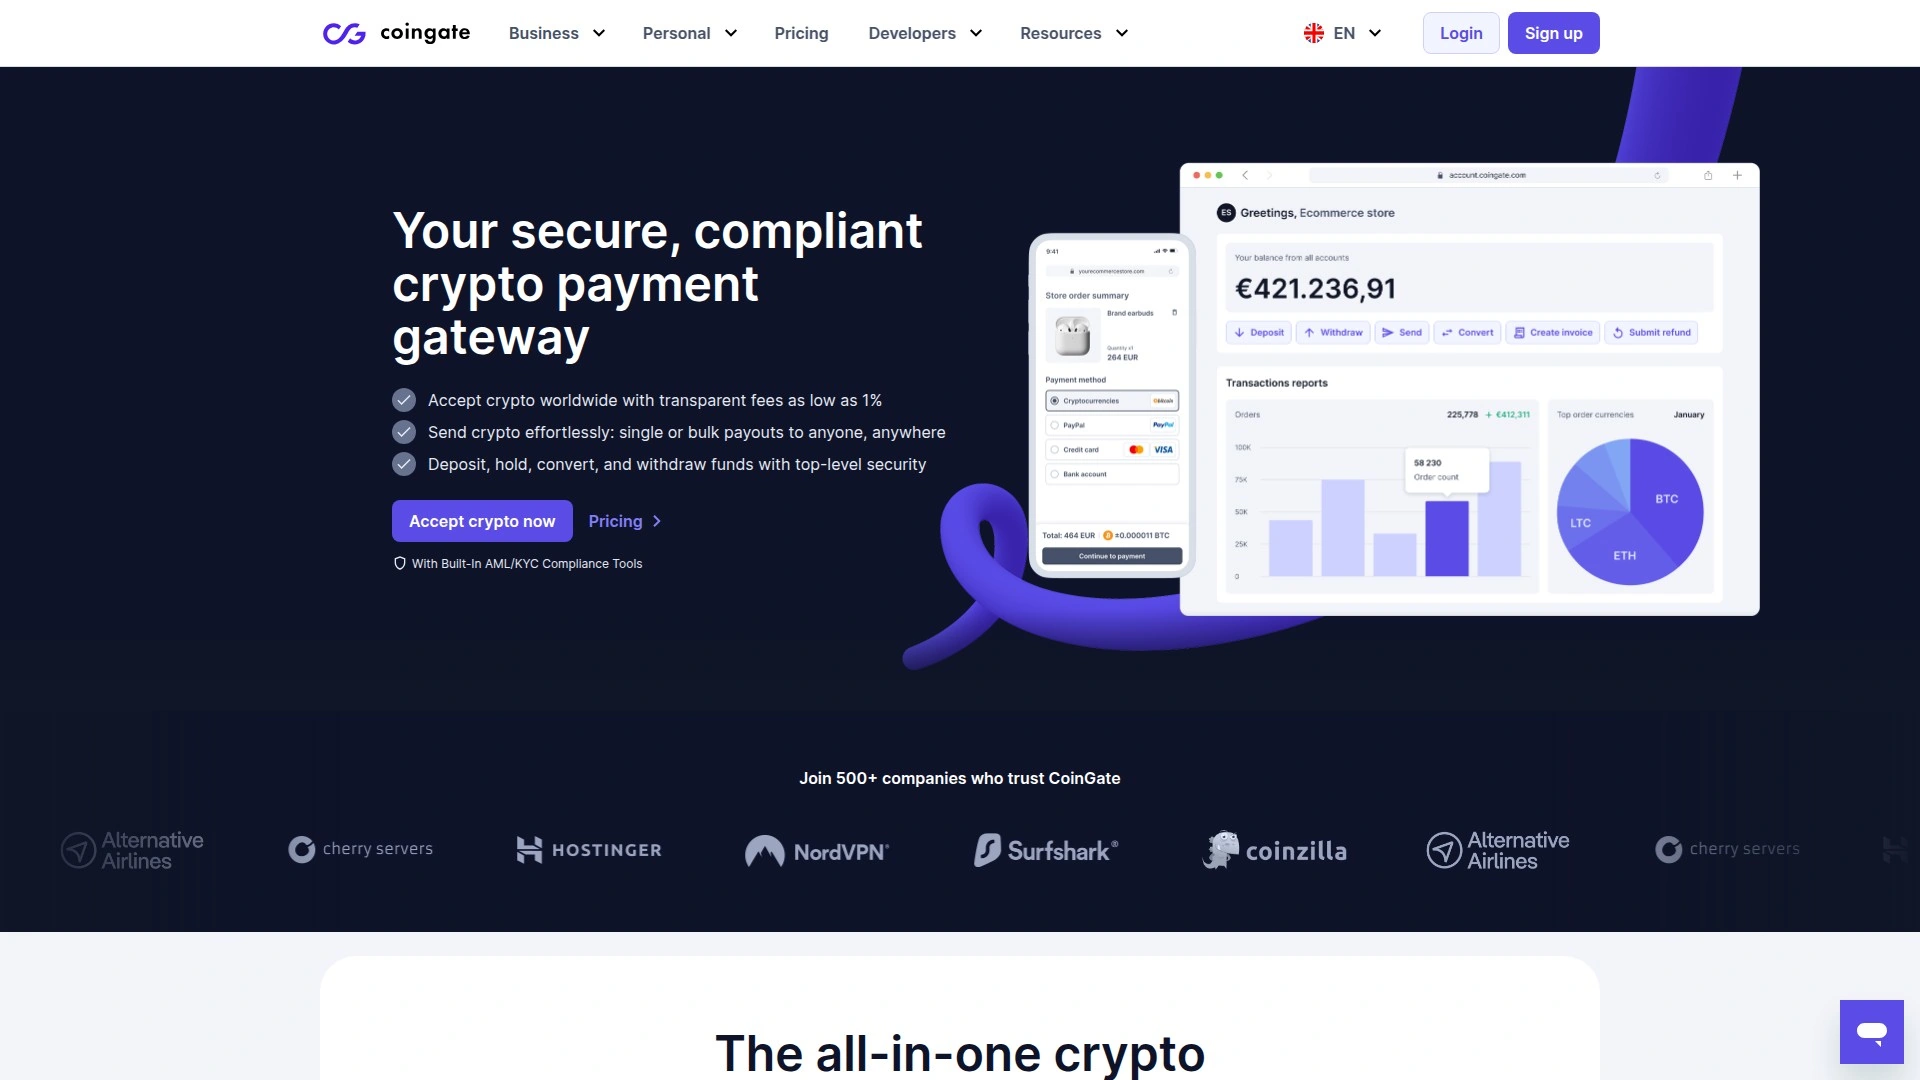 coingate
Business
Personal
Pricing
Developers
Resources
EN
Login
Sign up
Your secure, compliant
crypto payment
gateway
Accept crypto worldwide with transparent fees as low as 1%
Send crypto effortlessly: single or bulk payouts to anyone, anywhere
Deposit, hold, convert, and withdraw funds with top-level security
Accept crypto now
Pricing
With Built-In AML/KYC Compliance Tools
9:41
yourecommercestore.com
Store order summary
Brand earbuds
Quantity x1
264 EUR
Payment method
Cryptocurrencies
bitcoin
PayPal
PayPal
Credit card
VISA
Bank account
Total: 464 EUR
±0.000011 BTC
Continue to payment
account.coingate.com
ES
Greetings, Ecommerce store
Your balance from all accounts
€421.236,91
Deposit
Withdraw
Send
Convert
Create invoice
Submit refund
Transactions reports
Orders
225,778 + €412,311
100K
75K
50K
25K
0
58 230
Order count
Top order currencies
January
BTC
LTC
ETH
Join 500+ companies who trust CoinGate
Alternative
Airlines
cherry servers
HOSTINGER
NordVPN®
Surfshark®
coinzilla
Alternative
Airlines
cherry servers
The all-in-one crypto